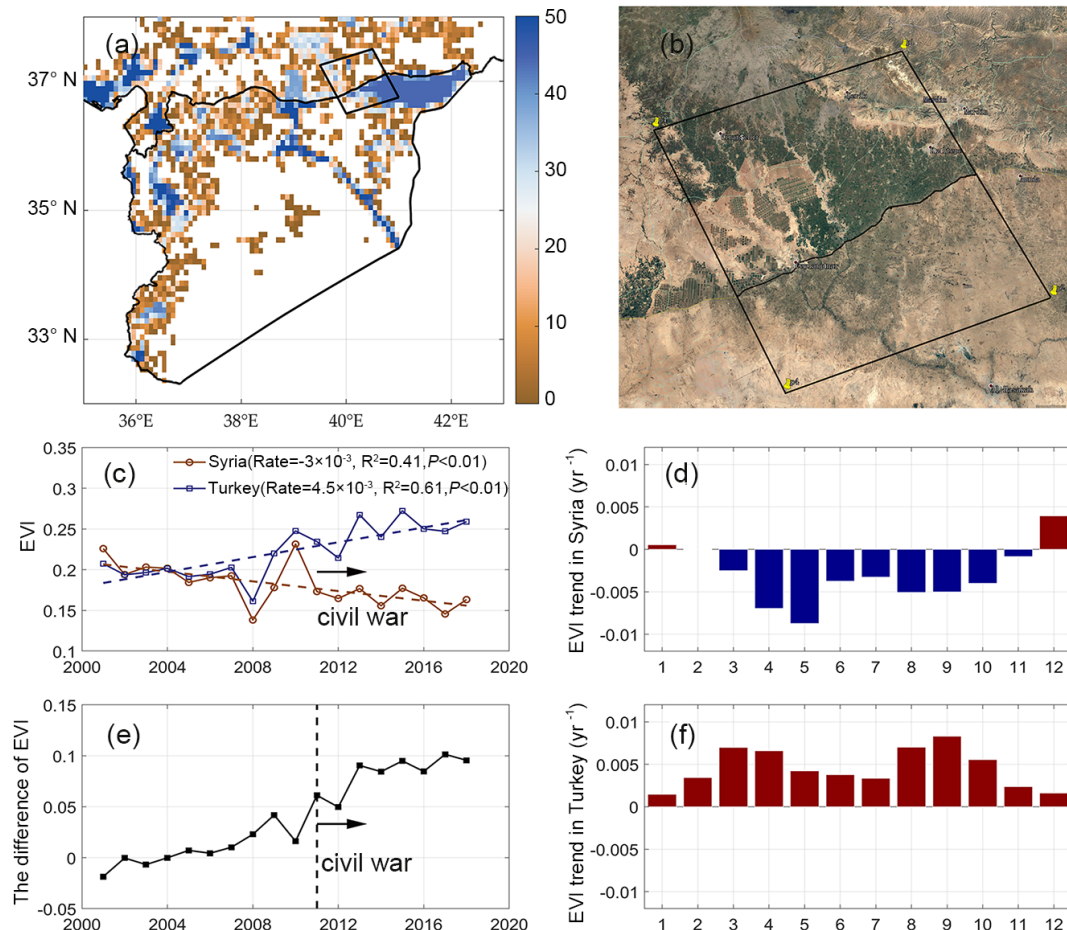 (a)
50
40
30
20
10
0
37° N
35° N
33° N
36°E
38°E
40°E
42°E
(b)
p4
(c)
Syria(Rate=-3×10⁻³, R²=0.41,P<0.01)
Turkey(Rate=4.5×10⁻³, R²=0.61,P<0.01)
EVI
0.35
0.3
0.25
0.2
0.15
0.1
civil war
2000
2004
2008
2012
2016
2020
(d)
EVI trend in Syria (yr ⁻¹)
0.01
0.005
0
-0.005
-0.01
1 2 3 4 5 6 7 8 9 10 11 12
(e)
The difference of EVI
0.15
0.1
0.05
0
-0.05
civil war
2000
2004
2008
2012
2016
2020
(f)
EVI trend in Turkey (yr ⁻¹)
0.01
0.005
0
-0.005
-0.01
1 2 3 4 5 6 7 8 9 10 11 12